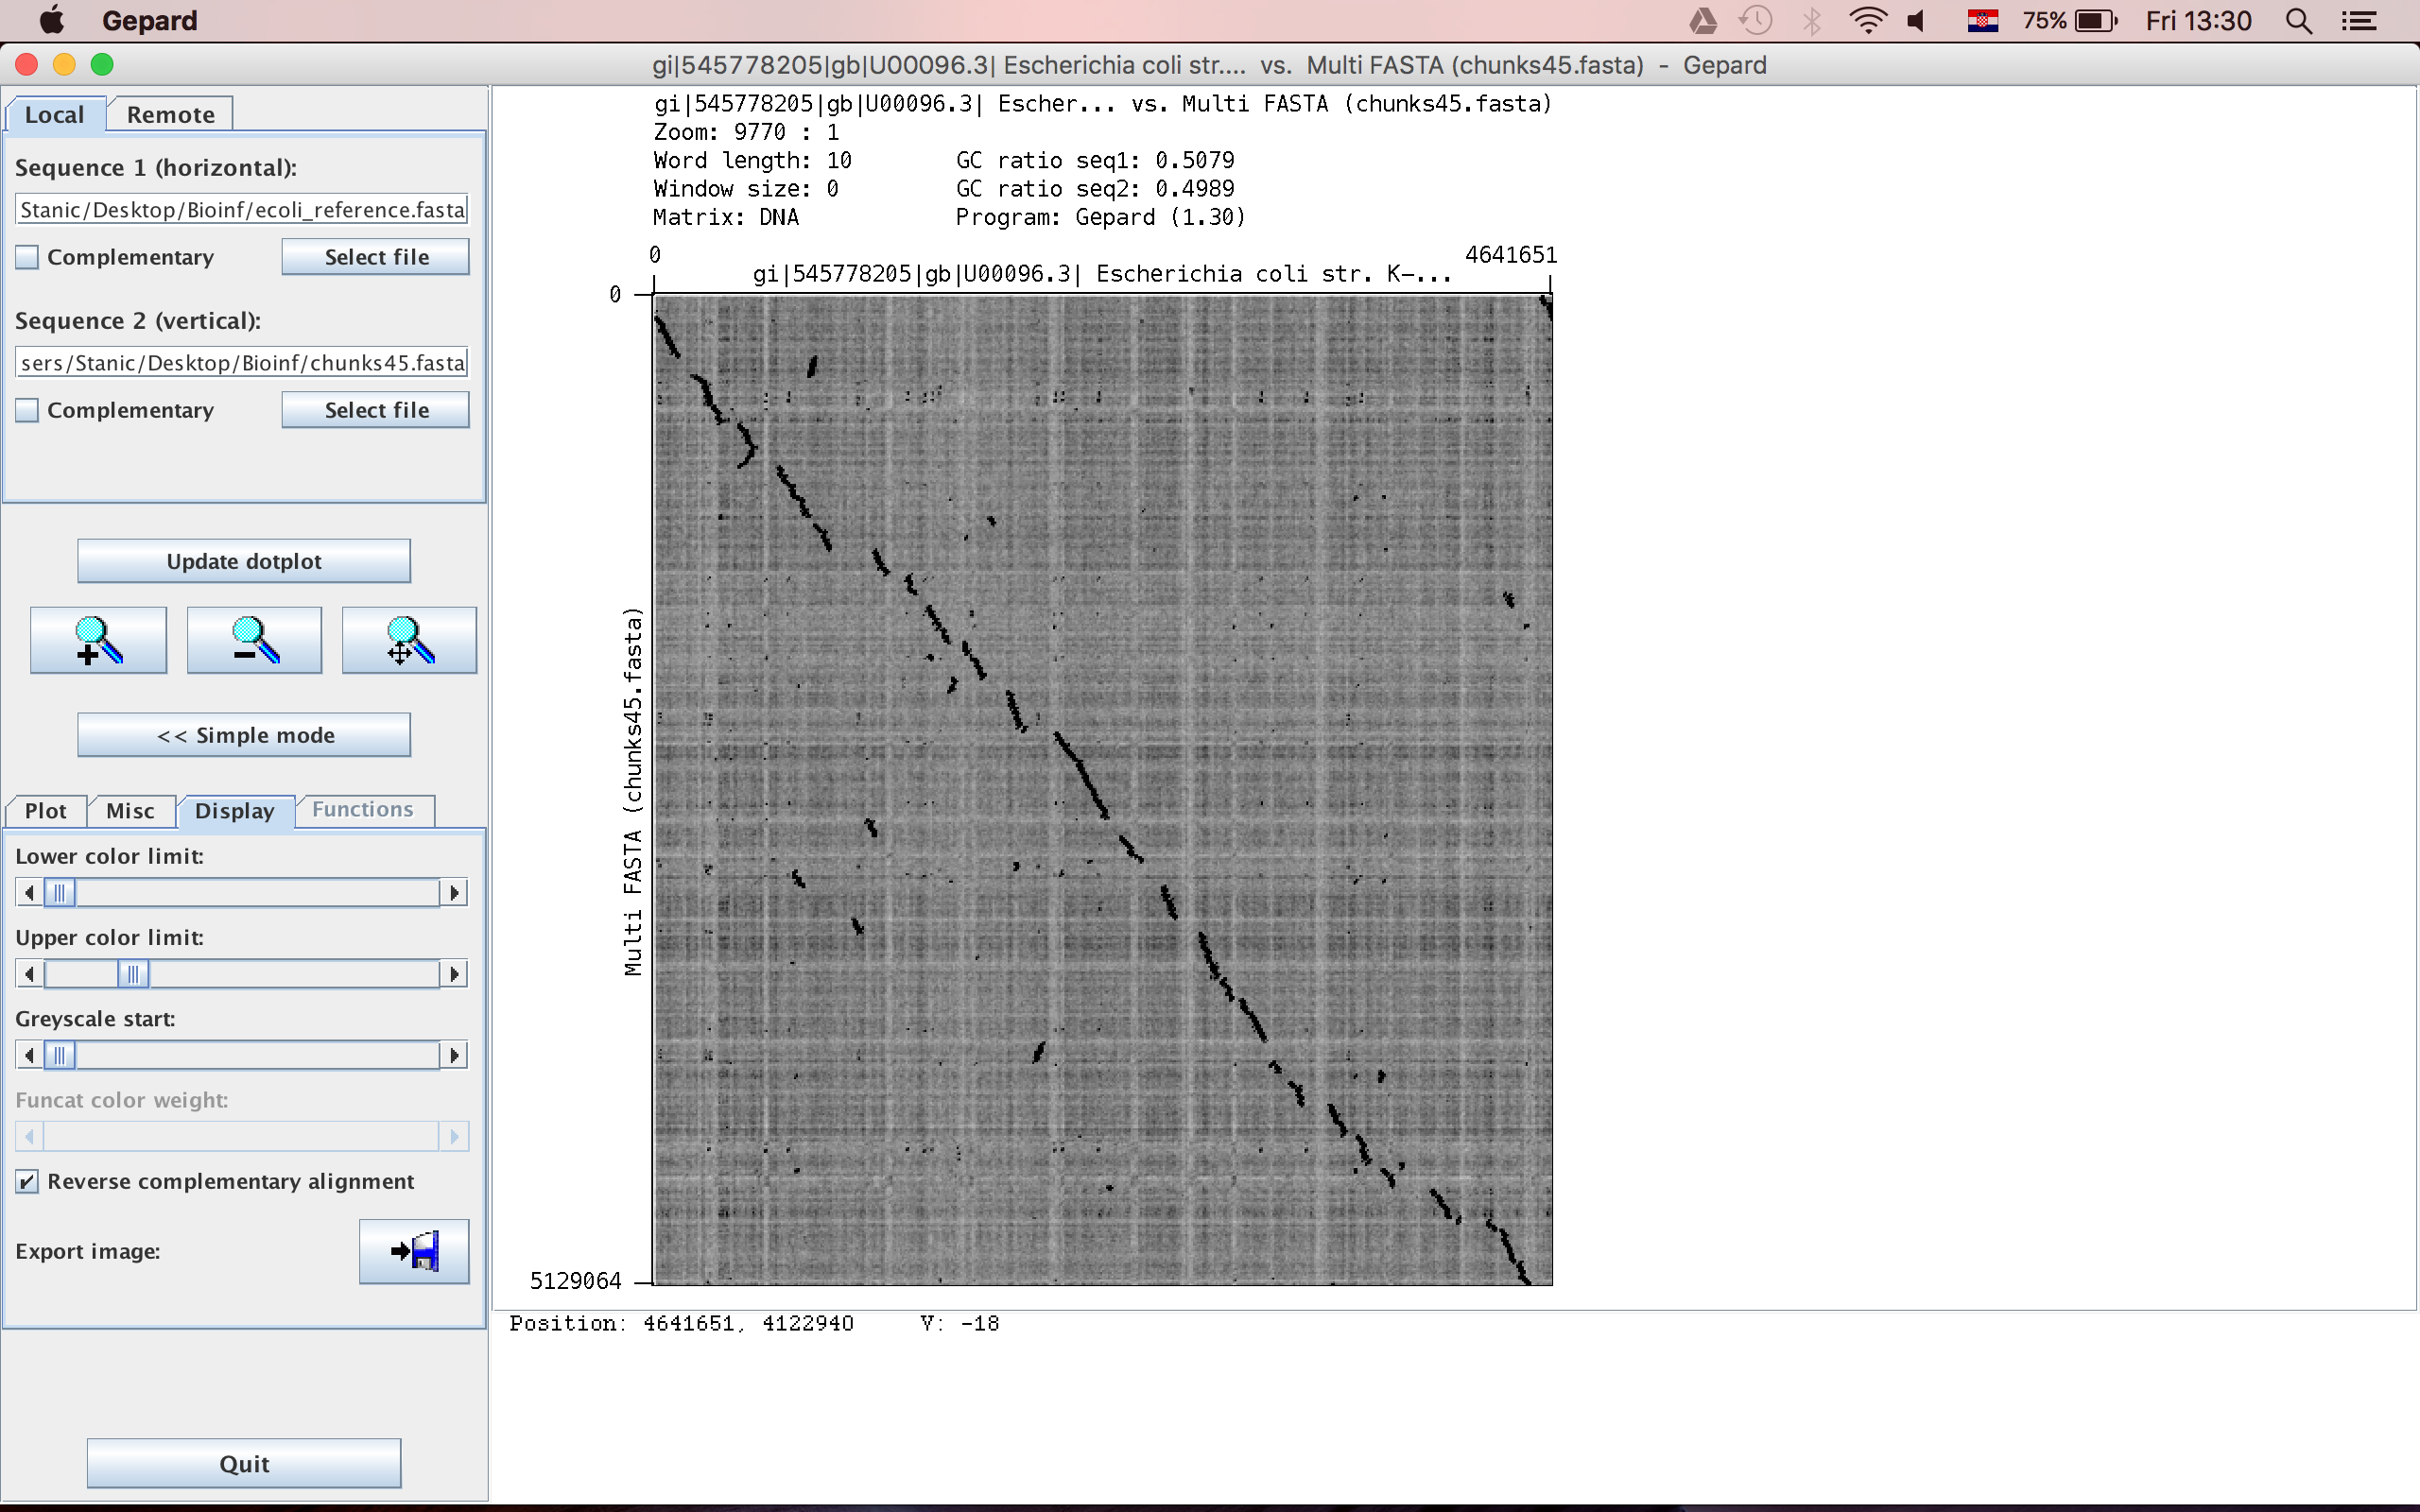 Gepard
75%
Fri 13:30
gi|545778205|gb|U00096.3| Escherichia coli str.... vs. Multi FASTA (chunks45.fasta) - Gepard
Local
Remote
Sequence 1 (horizontal):
Stanic/Desktop/Bioinf/ecoli_reference.fasta
Complementary
Select file
Sequence 2 (vertical):
sers/Stanic/Desktop/Bioinf/chunks45.fasta
Complementary
Select file
Update dotplot
<< Simple mode
Plot
Misc
Display
Functions
Lower color limit:
Upper color limit:
Greyscale start:
Funcat color weight:
Reverse complementary alignment
Export image:
Quit
gi|545778205|gb|U00096.3| Escher... vs. Multi FASTA (chunks45.fasta)
Zoom: 9770 : 1
Word length: 10 GC ratio seq1: 0.5079
Window size: 0 GC ratio seq2: 0.4989
Matrix: DNA Program: Gepard (1.30)
0 4641651
gi|545778205|gb|U00096.3| Escherichia coli str. K-...
0
Multi FASTA (chunks45.fasta)
5129064
Position: 4641651, 4122940 V: -18